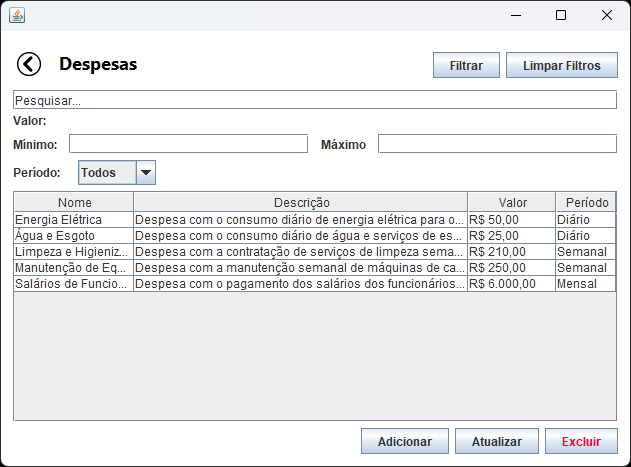 Despesas Filtrar Limpar Filtros
Pesquisar...
Valor:
Mínimo: Máximo
Período: Todos
Nome Descrição Valor Período
Energia Elétrica Despesa com o consumo diário de energia elétrica para o... R$ 50,00 Diário
Água e Esgoto Despesa com o consumo diário de água e serviços de es... R$ 25,00 Diário
Limpeza e Higieniz... Despesa com a contratação de serviços de limpeza sema... R$ 210,00 Semanal
Manutenção de Eq... Despesa com a manutenção semanal de máquinas de ca... R$ 250,00 Semanal
Salários de Funcio... Despesa com o pagamento dos salários dos funcionários... R$ 6.000,00 Mensal
Adicionar Atualizar Excluir